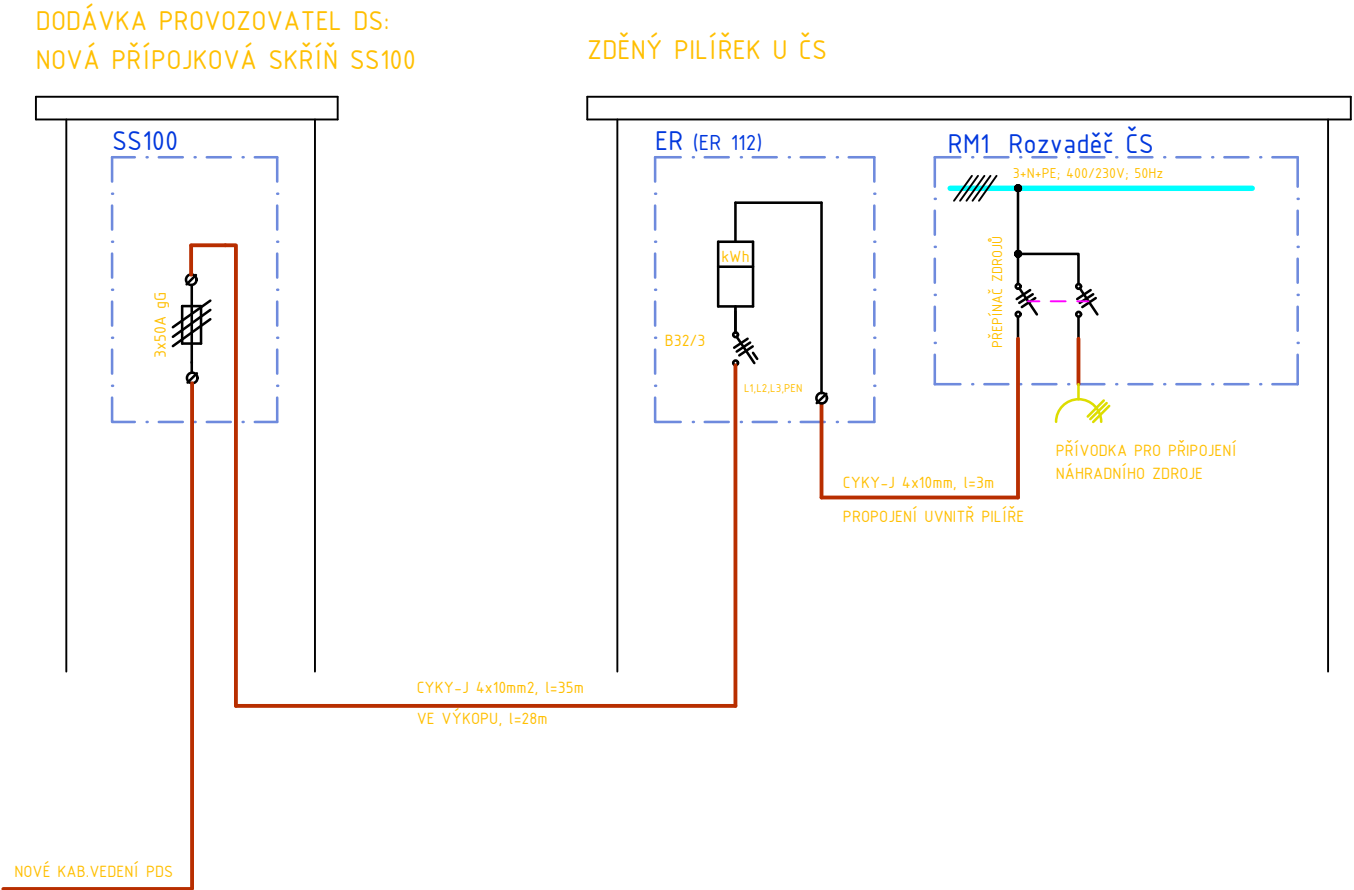 DODÁVKA PROVOZOVATEL DS:
NOVÁ PŘÍPOJKOVÁ SKŘÍŇ SS100
ZDĚNÝ PILÍŘEK U ČS
SS100
3x50A gG
ER (ER 112)
kWh
B32/3
L1,L2,L3,PEN
RM1 Rozvaděč ČS
3+N+PE; 400/230V; 50Hz
PŘEPÍNAČ ZDROJŮ
PŘÍVODKA PRO PŘIPOJENÍ
NÁHRADNÍHO ZDROJE
CYKY-J 4x10mm, l=3m
PROPOJENÍ UVNITŘ PILÍŘE
CYKY-J 4x10mm2, l=35m
VE VÝKOPU, l=28m
NOVÉ KAB.VEDENÍ PDS